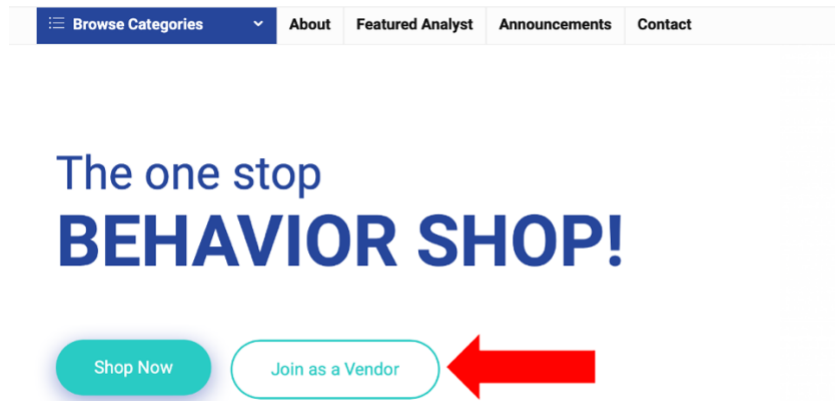 Browse Categories About Featured Analyst Announcements Contact
The one stop
BEHAVIOR SHOP!
Shop Now Join as a Vendor